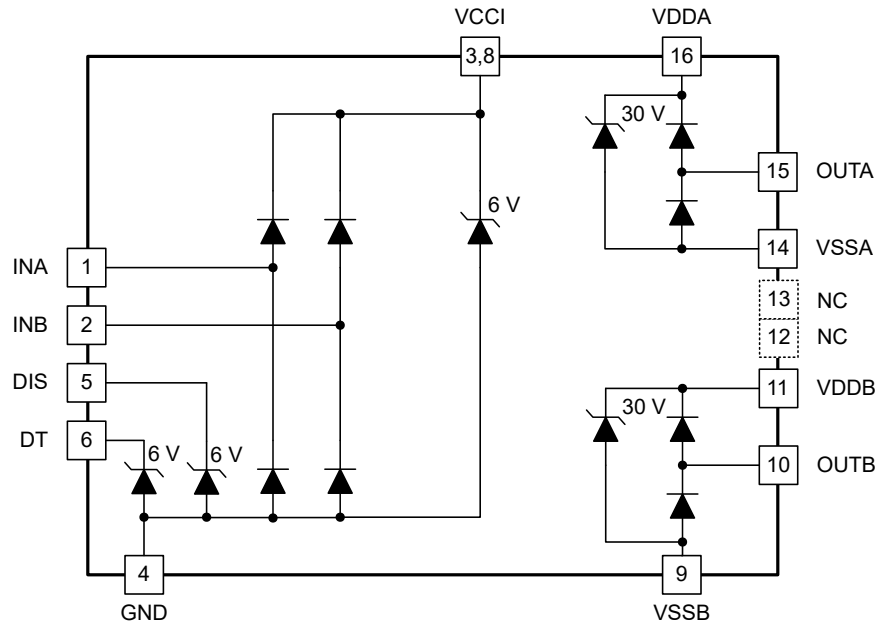 VCCI
VDDA
3,8
16
30 V
15 OUTA
6 V
14 VSSA
INA 1
13 NC
INB 2
12 NC
DIS 5
30 V
11 VDDB
DT 6
6 V
6 V
10 OUTB
4
9
GND
VSSB